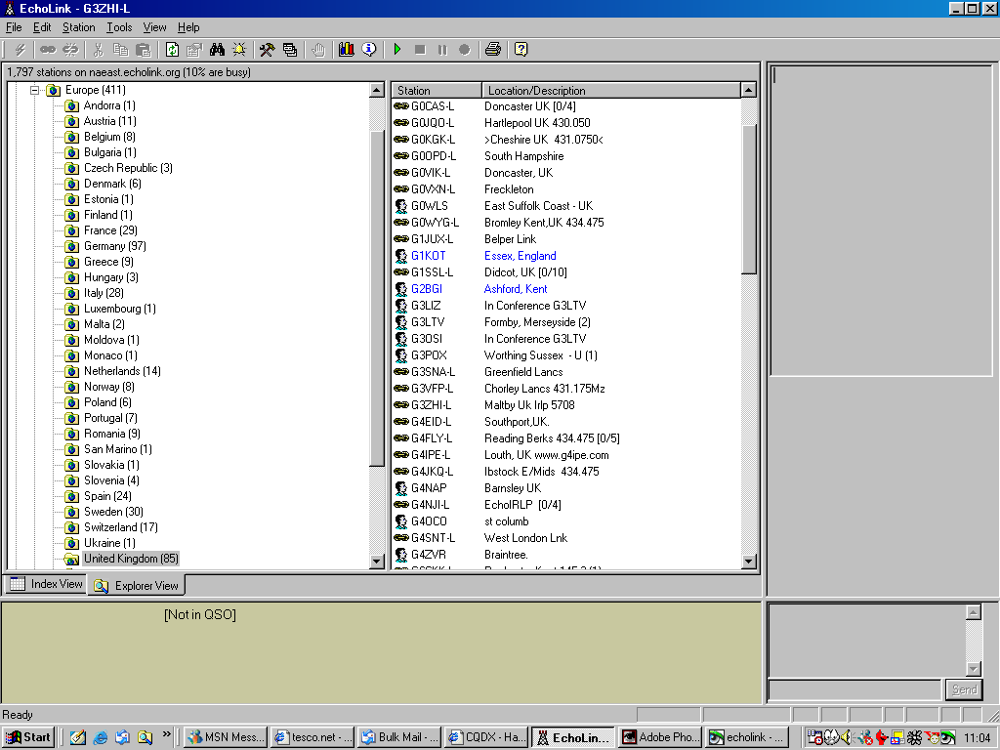 EchoLink - G3ZHI-L
File Edit Station Tools View Help
1,797 stations on naeast.echolink.org (10% are busy)
Europe (411)
Andorra (1)
Austria (11)
Belgium (8)
Bulgaria (1)
Czech Republic (3)
Denmark (6)
Estonia (1)
Finland (1)
France (29)
Germany (97)
Greece (9)
Hungary (3)
Italy (28)
Luxembourg (1)
Malta (2)
Moldova (1)
Monaco (1)
Netherlands (14)
Norway (8)
Poland (6)
Portugal (7)
Romania (9)
San Marino (1)
Slovakia (1)
Slovenia (4)
Spain (24)
Sweden (30)
Switzerland (17)
Ukraine (1)
United Kingdom (85)
Station Location/Description
G0CAS-L Doncaster UK [0/4]
G0JQO-L Hartlepool UK 430.050
G0KGK-L >Cheshire UK 431.0750<
G0OPD-L South Hampshire
G0VIK-L Doncaster, UK
G0VXN-L Freckleton
G0WLS East Suffolk Coast - UK
G0WYG-L Bromley Kent,UK 434.475
G1JUX-L Belper Link
G1KOT Essex, England
G1SSL-L Didcot, UK [0/10]
G2BGI Ashford, Kent
G3LIZ In Conference G3LTV
G3LTV Formby, Merseyside (2)
G3OSI In Conference G3LTV
G3POX Worthing Sussex - U (1)
G3SNA-L Greenfield Lancs
G3VFP-L Chorley Lancs 431.175Mz
G3ZHI-L Maltby Uk Irlp 5708
G4EID-L Southport,UK.
G4FLY-L Reading Berks 434.475 [0/5]
G4IPE-L Louth, UK www.g4ipe.com
G4JKQ-L Ibstock E/Mids 434.475
G4NAP Barnsley UK
G4NJI-L EchoIRLP [0/4]
G4OCO st columb
G4SNT-L West London Lnk
G4ZVR Braintree.
Index View Explorer View
[Not in QSO]
Send
Ready
Start » MSN Mess... tesco.net - ... Bulk Mail - ... CQDX - Ha... EchoLin... Adobe Pho... echolink - ... 11:04